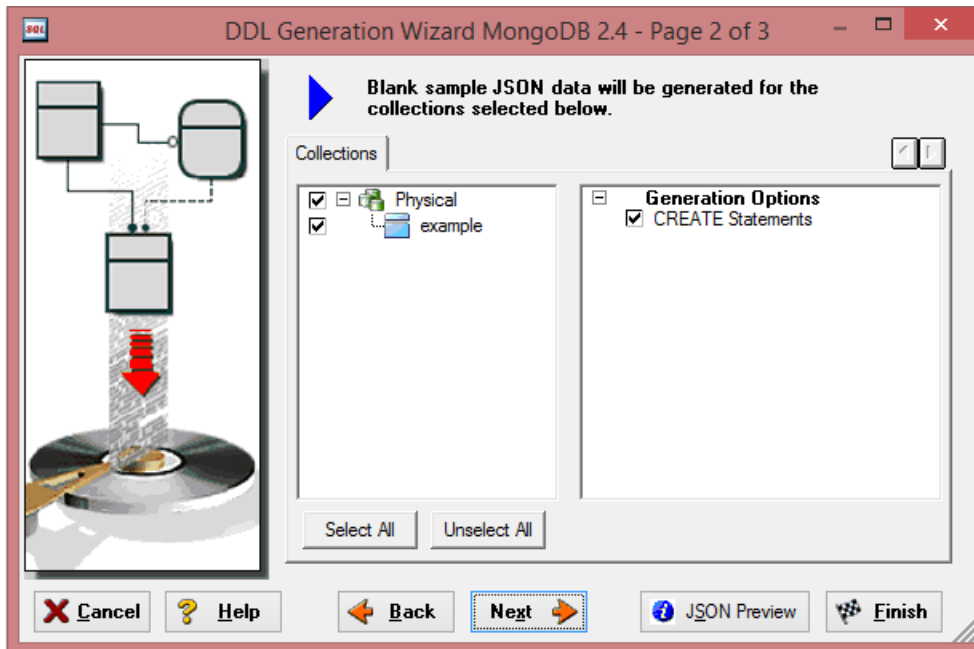 SQL
DDL Generation Wizard MongoDB 2.4 - Page 2 of 3
Blank sample JSON data will be generated for the
collections selected below.
Collections
Physical
example
Generation Options
CREATE Statements
Select All
Unselect All
Cancel
Help
Back
Next
JSON Preview
Finish